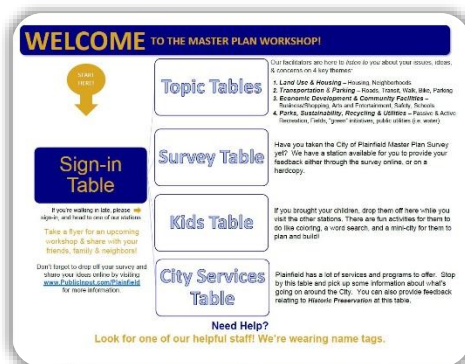 WELCOME TO THE MASTER PLAN WORKSHOP!
START HERE!
Sign-in
Table
If you're walking in late, please
sign-in, and head to one of our stations
Take a flyer for an
upcoming
workshop & share with your
friends, family & neighbors!
Don't forget to drop off your survey and
share your ideas online by visiting
www.PublicInput.com/Plainfield
for more information.
Topic Tables
Our facilitators are here to listen to you about your issues, ideas,
& concerns on 4 key themes:
1. Land Use & Housing – Housing, Neighborhoods
2. Transportation & Parking – Roads, Transit, Walk, Bike, Parking
3. Economic Development & Community Facilities –
Business/Shopping, Arts and Entertainment, Safety, Schools
4. Parks, Sustainability, Recycling & Utilities – Passive & Active
Recreation, Fields, "green" initiatives, public utilities (i.e. water)
Survey Table
Have you taken the City of Plainfield Master Plan Survey
yet? We have a station available for you to provide your
feedback either through the survey online, or on a
hardcopy.
Kids Table
If you brought your children, drop them off here while you
visit the other stations. There are fun activities for them to
do like coloring, a word search, and a mini-city for them to
plan and build!
City Services
Table
Plainfield has a lot of services and programs to offer. Stop
by this table and pick up some information about what's
going on around the City. You can also provide feedback
relating to Historic Preservation at this table.
Need Help?
Look for one of our helpful staff! We're wearing name tags.